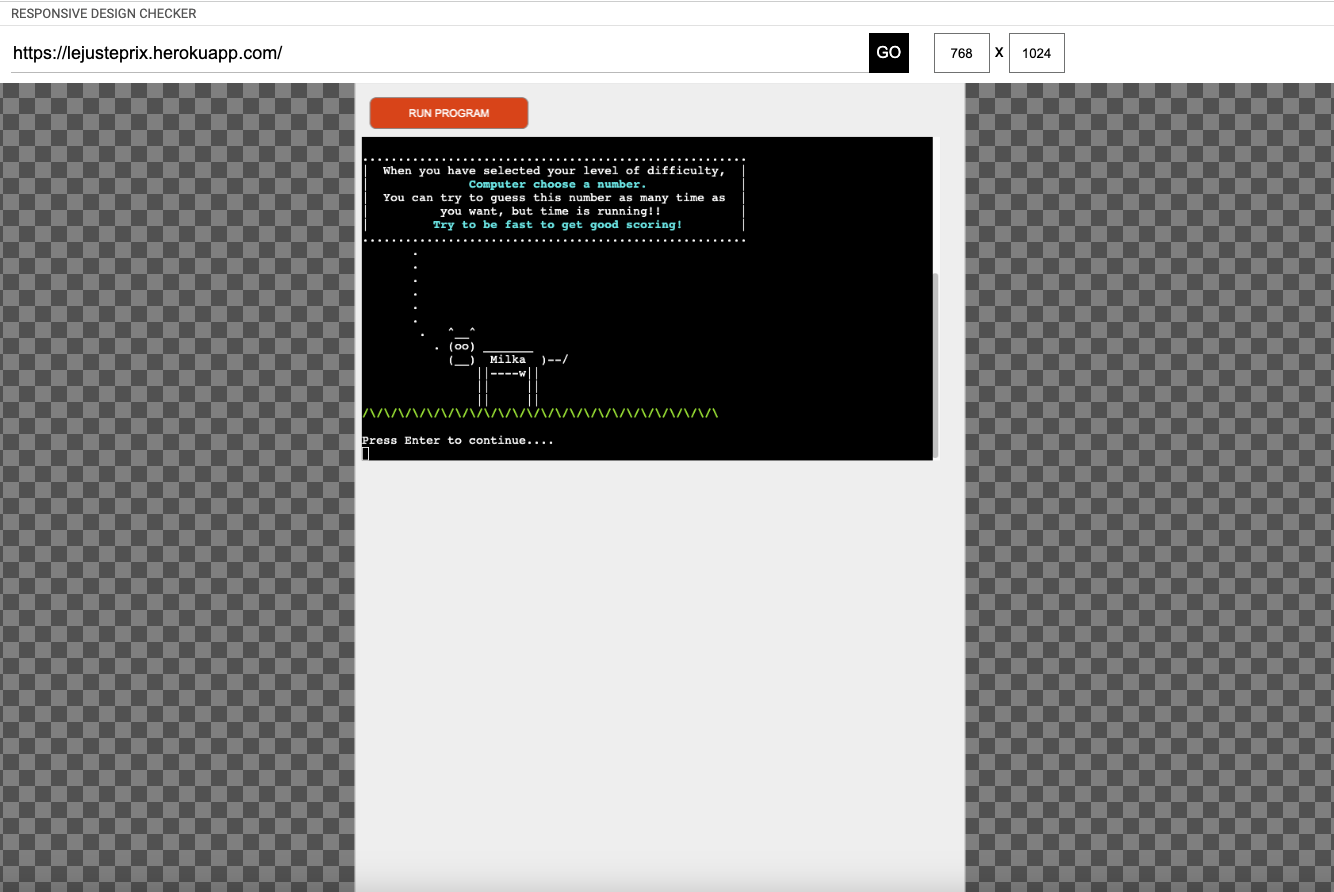 RESPONSIVE DESIGN CHECKER
https://lejusteprix.herokuapp.com/ GO 768 X 1024
RUN PROGRAM
When you have selected your level of difficulty,
Computer choose a number.
You can try to guess this number as many time as
you want, but time is running!!
Try to be fast to get good scoring!
(oo)
(__) Milka )--/
||----w||
Press Enter to continue....